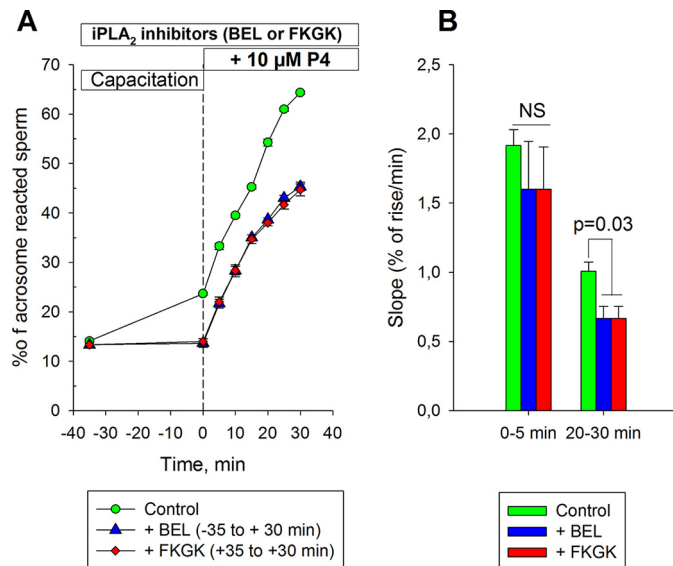 A
iPLA₂ inhibitors (BEL or FKGK)
+ 10 µM P4
Capacitation
%o f acrosome reacted sperm
70
60
50
40
30
20
10
0
-40 -30 -20 -10 0 10 20 30 40
Time, min
Control
+ BEL (-35 to + 30 min)
+ FKGK (+35 to +30 min)
B
Slope (% of rise/min)
2,5
2,0
1,5
1,0
0,5
0,0
NS
p=0.03
0-5 min 20-30 min
Control
+ BEL
+ FKGK